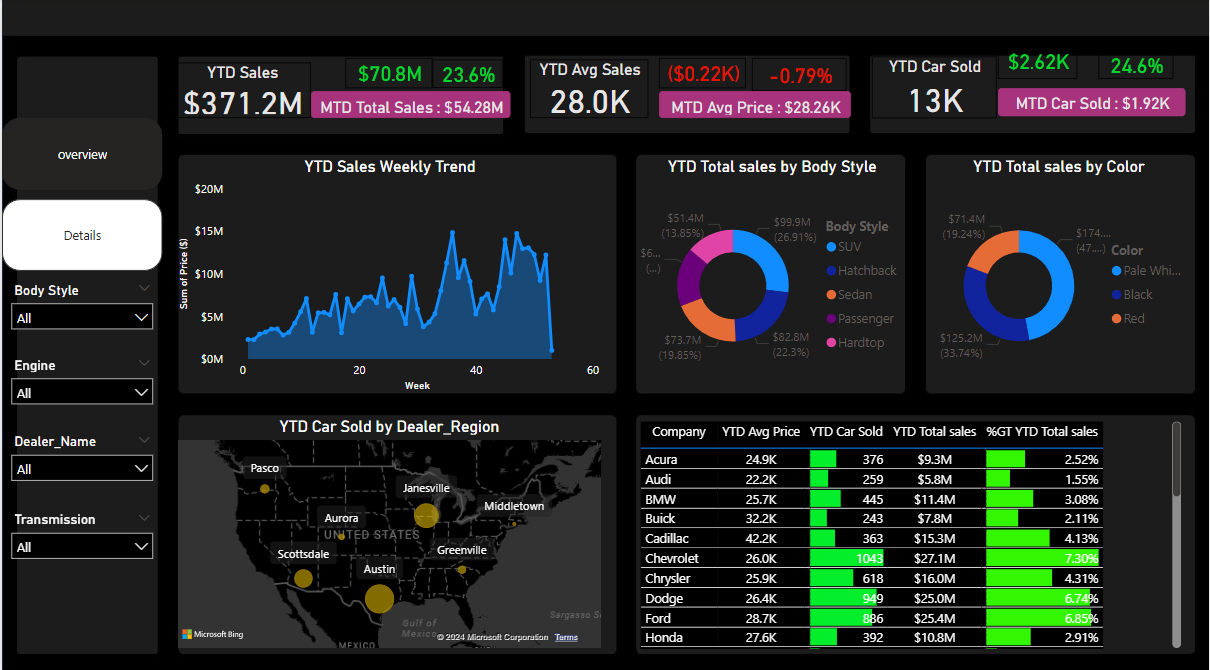 YTD Sales
$371.2M
$70.8M
23.6%
MTD Total Sales : $54.28M
YTD Avg Sales
28.0K
($0.22K)
-0.79%
MTD Avg Price : $28.26K
YTD Car Sold
13K
$2.62K
24.6%
MTD Car Sold : $1.92K
overview
Details
Body Style
All
Engine
All
Dealer_Name
All
Transmission
All
YTD Sales Weekly Trend
Sum of Price ($)
$20M
$15M
$10M
$5M
$0M
0
20
40
60
Week
YTD Total sales by Body Style
$99.9M
(26.91%)
$82.8M
(22.3%)
$73.7M
(19.85%)
$6...
(...)
$51.4M
(13.85%)
Body Style
SUV
Hatchback
Sedan
Passenger
Hardtop
YTD Total sales by Color
$174....
(47....)
$125.2M
(33.74%)
$71.4M
(19.24%)
Color
Pale Whi...
Black
Red
YTD Car Sold by Dealer_Region
Pasco
Janesville
Middletown
Aurora
UNITED STATES
Scottsdale
Greenville
Austin
Gulf of
Mexico
MEXICO
Sargasso S
Microsoft Bing
© 2024 Microsoft Corporation Terms
Company YTD Avg Price YTD Car Sold YTD Total sales %GT YTD Total sales
Acura 24.9K 376 $9.3M 2.52%
Audi 22.2K 259 $5.8M 1.55%
BMW 25.7K 445 $11.4M 3.08%
Buick 32.2K 243 $7.8M 2.11%
Cadillac 42.2K 363 $15.3M 4.13%
Chevrolet 26.0K 1043 $27.1M 7.30%
Chrysler 25.9K 618 $16.0M 4.31%
Dodge 26.4K 949 $25.0M 6.74%
Ford 28.7K 886 $25.4M 6.85%
Honda 27.6K 392 $10.8M 2.91%